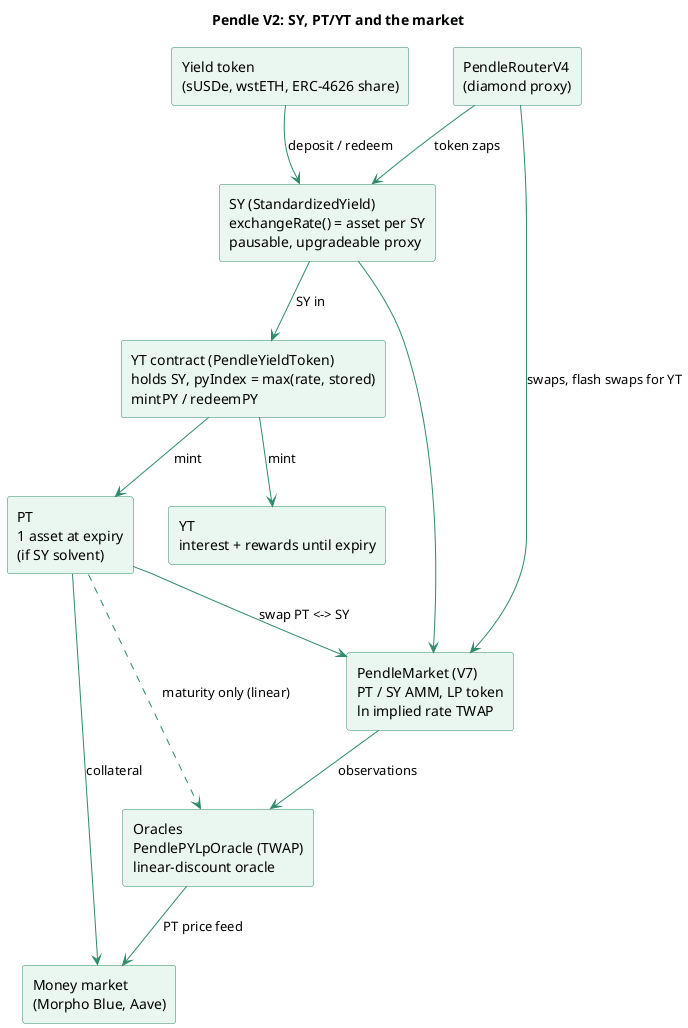 Pendle V2: SY, PT/YT and the market
Yield token
(sUSDe, wstETH, ERC-4626 share)
PendleRouterV4
(diamond proxy)
deposit / redeem
token zaps
SY (StandardizedYield)
exchangeRate() = asset per SY
pausable, upgradeable proxy
SY in
YT contract (PendleYieldToken)
holds SY, pyIndex = max(rate, stored)
mintPY / redeemPY
swaps, flash swaps for YT
mint
mint
PT
1 asset at expiry
(if SY solvent)
YT
interest + rewards until expiry
swap PT <-> SY
PendleMarket (V7)
PT / SY AMM, LP token
ln implied rate TWAP
maturity only (linear)
collateral
observations
Oracles
PendlePYLpOracle (TWAP)
linear-discount oracle
PT price feed
Money market
(Morpho Blue, Aave)